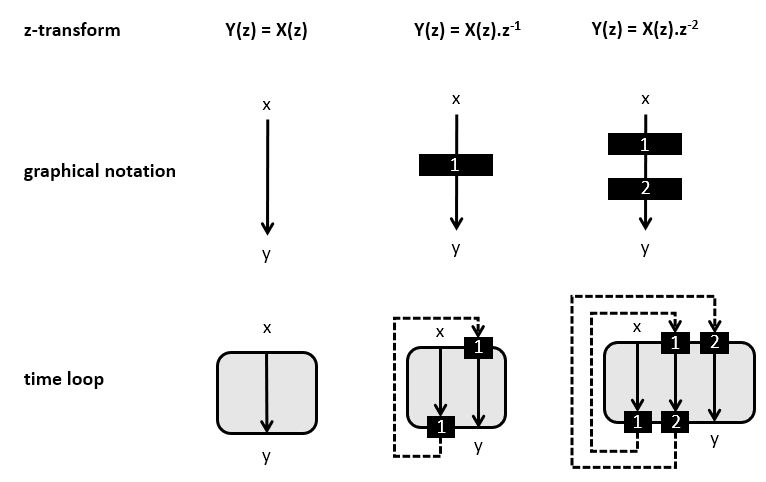 z-transform Y(z) = X(z) Y(z) = X(z).z-1 Y(z) = X(z).z-2
x x x
1
graphical notation 1
2
y y y
x x x
1 1 2
time loop
1 1 2
y y y